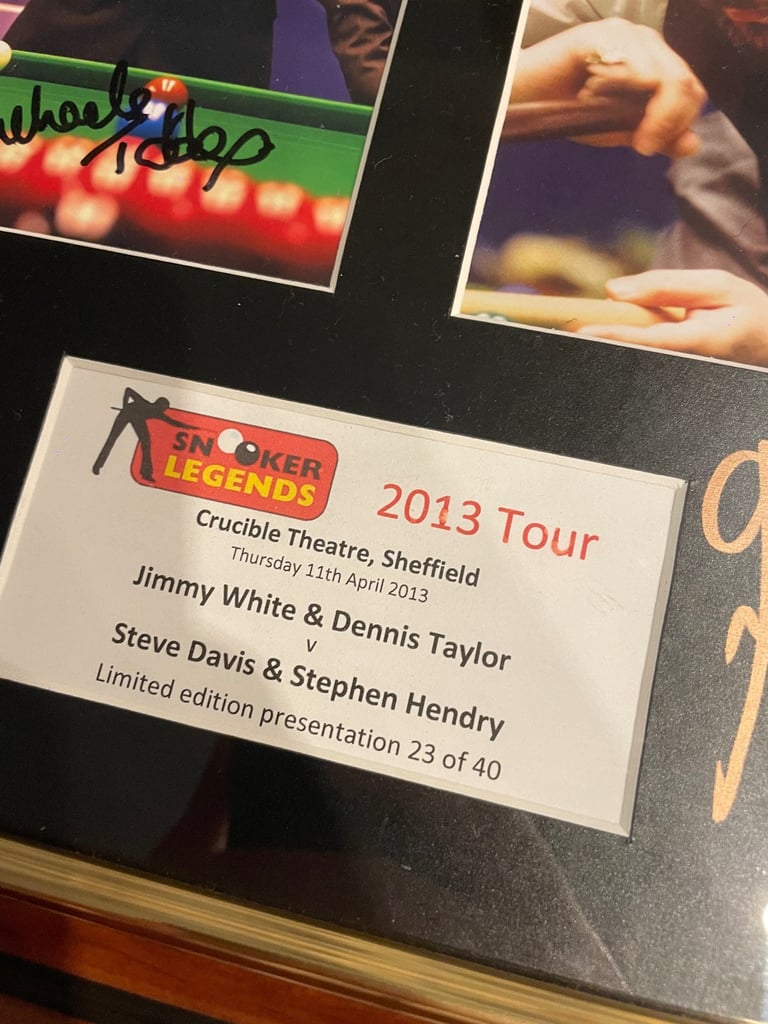 SNOOKER
LEGENDS
2013 Tour
Crucible Theatre, Sheffield
Thursday 11th April 2013
Jimmy White & Dennis Taylor
v
Steve Davis & Stephen Hendry
Limited edition presentation 23 of 40